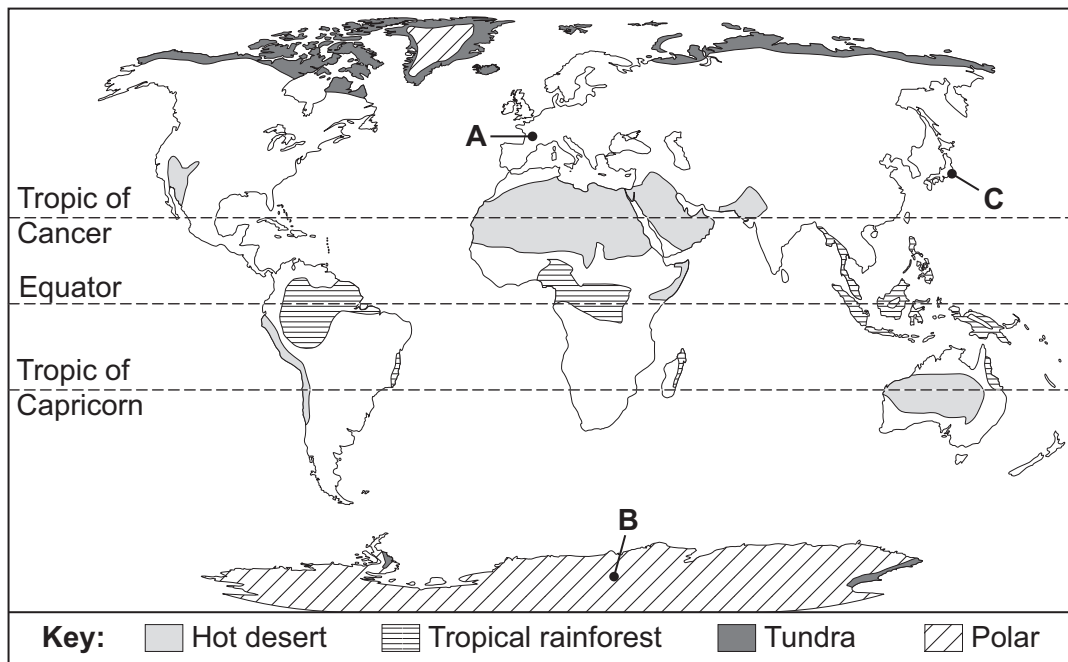 A
C
Tropic of
Cancer
Equator
Tropic of
Capricorn
B
Key: Hot desert Tropical rainforest Tundra Polar